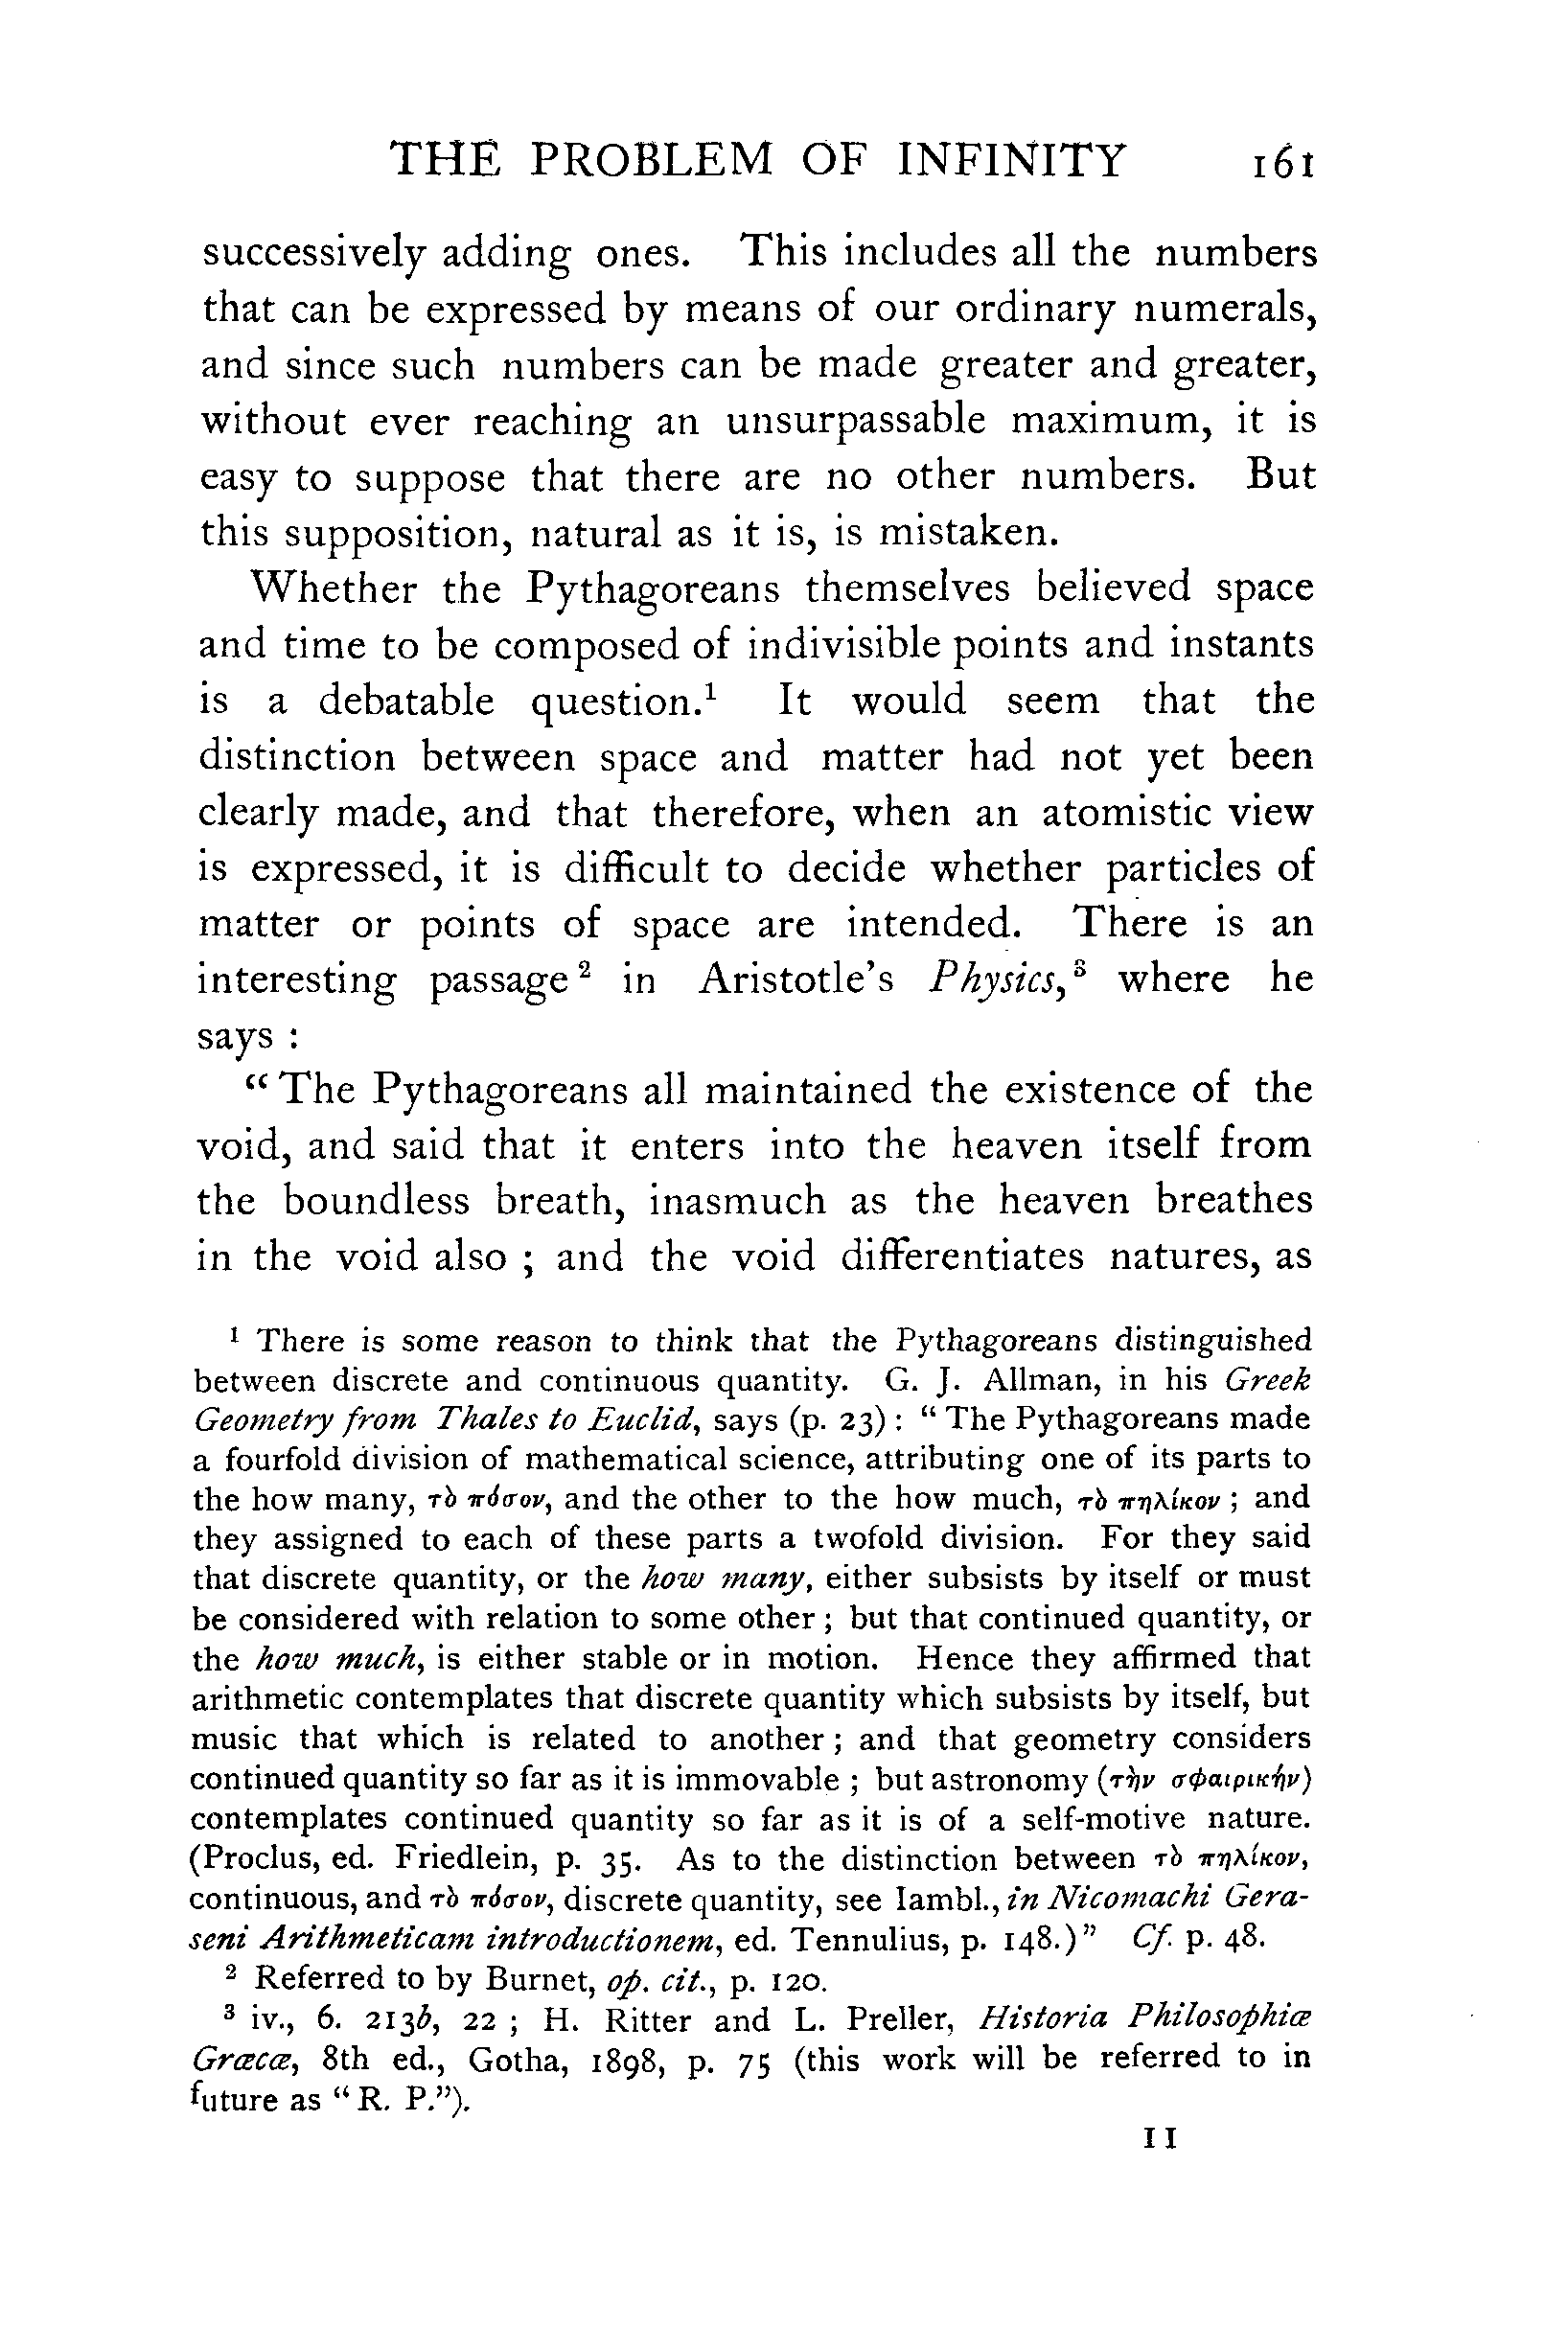 THE PROBLEM OF INFINITY 161
successively adding ones. This includes all the numbers
that can be expressed by means of our ordinary numerals,
and since such numbers can be made greater and greater,
without ever reaching an unsurpassable maximum, it is
easy to suppose that there are no other numbers. But
this supposition, natural as it is, is mistaken.
Whether the Pythagoreans themselves believed space
and time to be composed of indivisible points and instants
is a debatable question.¹ It would seem that the
distinction between space and matter had not yet been
clearly made, and that therefore, when an atomistic view
is expressed, it is difficult to decide whether particles of
matter or points of space are intended. There is an
interesting passage² in Aristotle's Physics,³ where he
says :
“ The Pythagoreans all maintained the existence of the
void, and said that it enters into the heaven itself from
the boundless breath, inasmuch as the heaven breathes
in the void also ; and the void differentiates natures, as
¹ There is some reason to think that the Pythagoreans distinguished
between discrete and continuous quantity. G. J. Allman, in his Greek
Geometry from Thales to Euclid, says (p. 23) : “ The Pythagoreans made
a fourfold division of mathematical science, attributing one of its parts to
the how many, τὸ πόσον, and the other to the how much, τὸ πηλίκον ; and
they assigned to each of these parts a twofold division. For they said
that discrete quantity, or the how many, either subsists by itself or must
be considered with relation to some other ; but that continued quantity, or
the how much, is either stable or in motion. Hence they affirmed that
arithmetic contemplates that discrete quantity which subsists by itself, but
music that which is related to another ; and that geometry considers
continued quantity so far as it is immovable ; but astronomy (τὴν σφαιρικὴν)
contemplates continued quantity so far as it is of a self-motive nature.
(Proclus, ed. Friedlein, p. 35. As to the distinction between τὸ πηλίκον,
continuous, and τὸ πόσον, discrete quantity, see Iambl., in Nicomachi Gera-
seni Arithmeticam introductionem, ed. Tennulius, p. 148.)” Cf. p. 48.
² Referred to by Burnet, op. cit., p. 120.
³ iv., 6. 213b, 22 ; H. Ritter and L. Preller, Historia Philosophiæ
Græcæ, 8th ed., Gotha, 1898, p. 75 (this work will be referred to in
future as “ R. P.”).
11